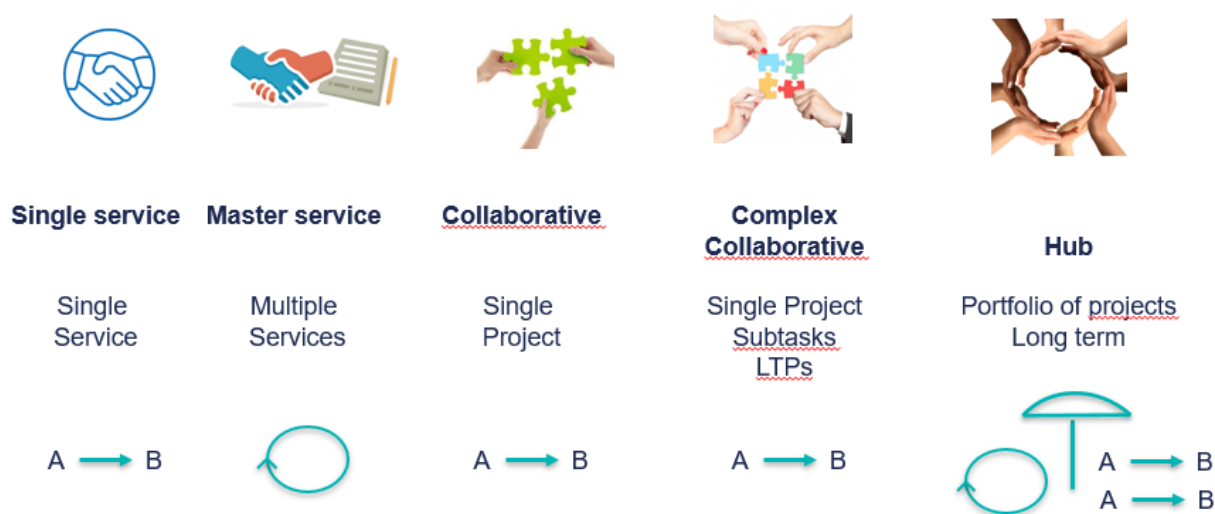 Single service
Master service
Collaborative
Complex
Collaborative
Hub
Single
Service
Multiple
Services
Single
Project
Single Project
Subtasks
LTPs
Portfolio of projects
Long term
A B
A B
A B
A B
A B